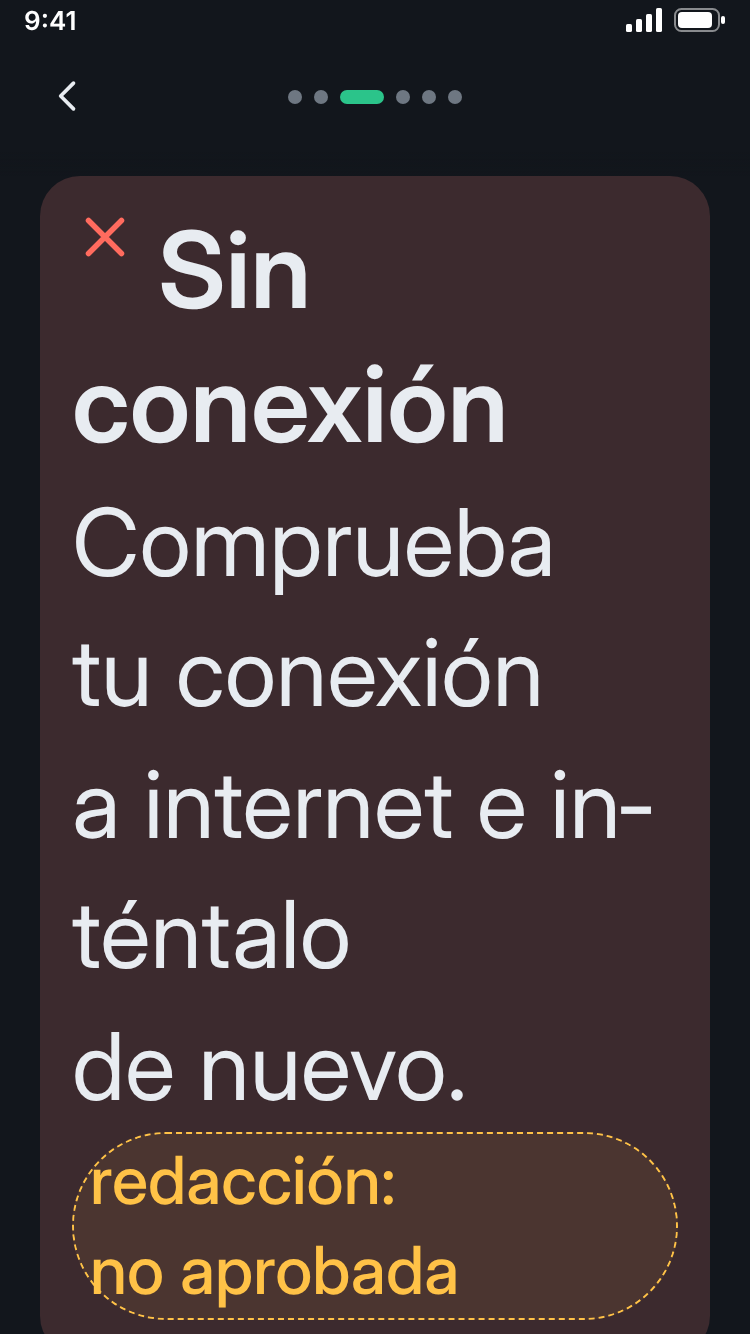 9:41
Sin
conexión
Comprueba
tu conexión
a internet e in-
téntalo
de nuevo.
redacción:
no aprobada